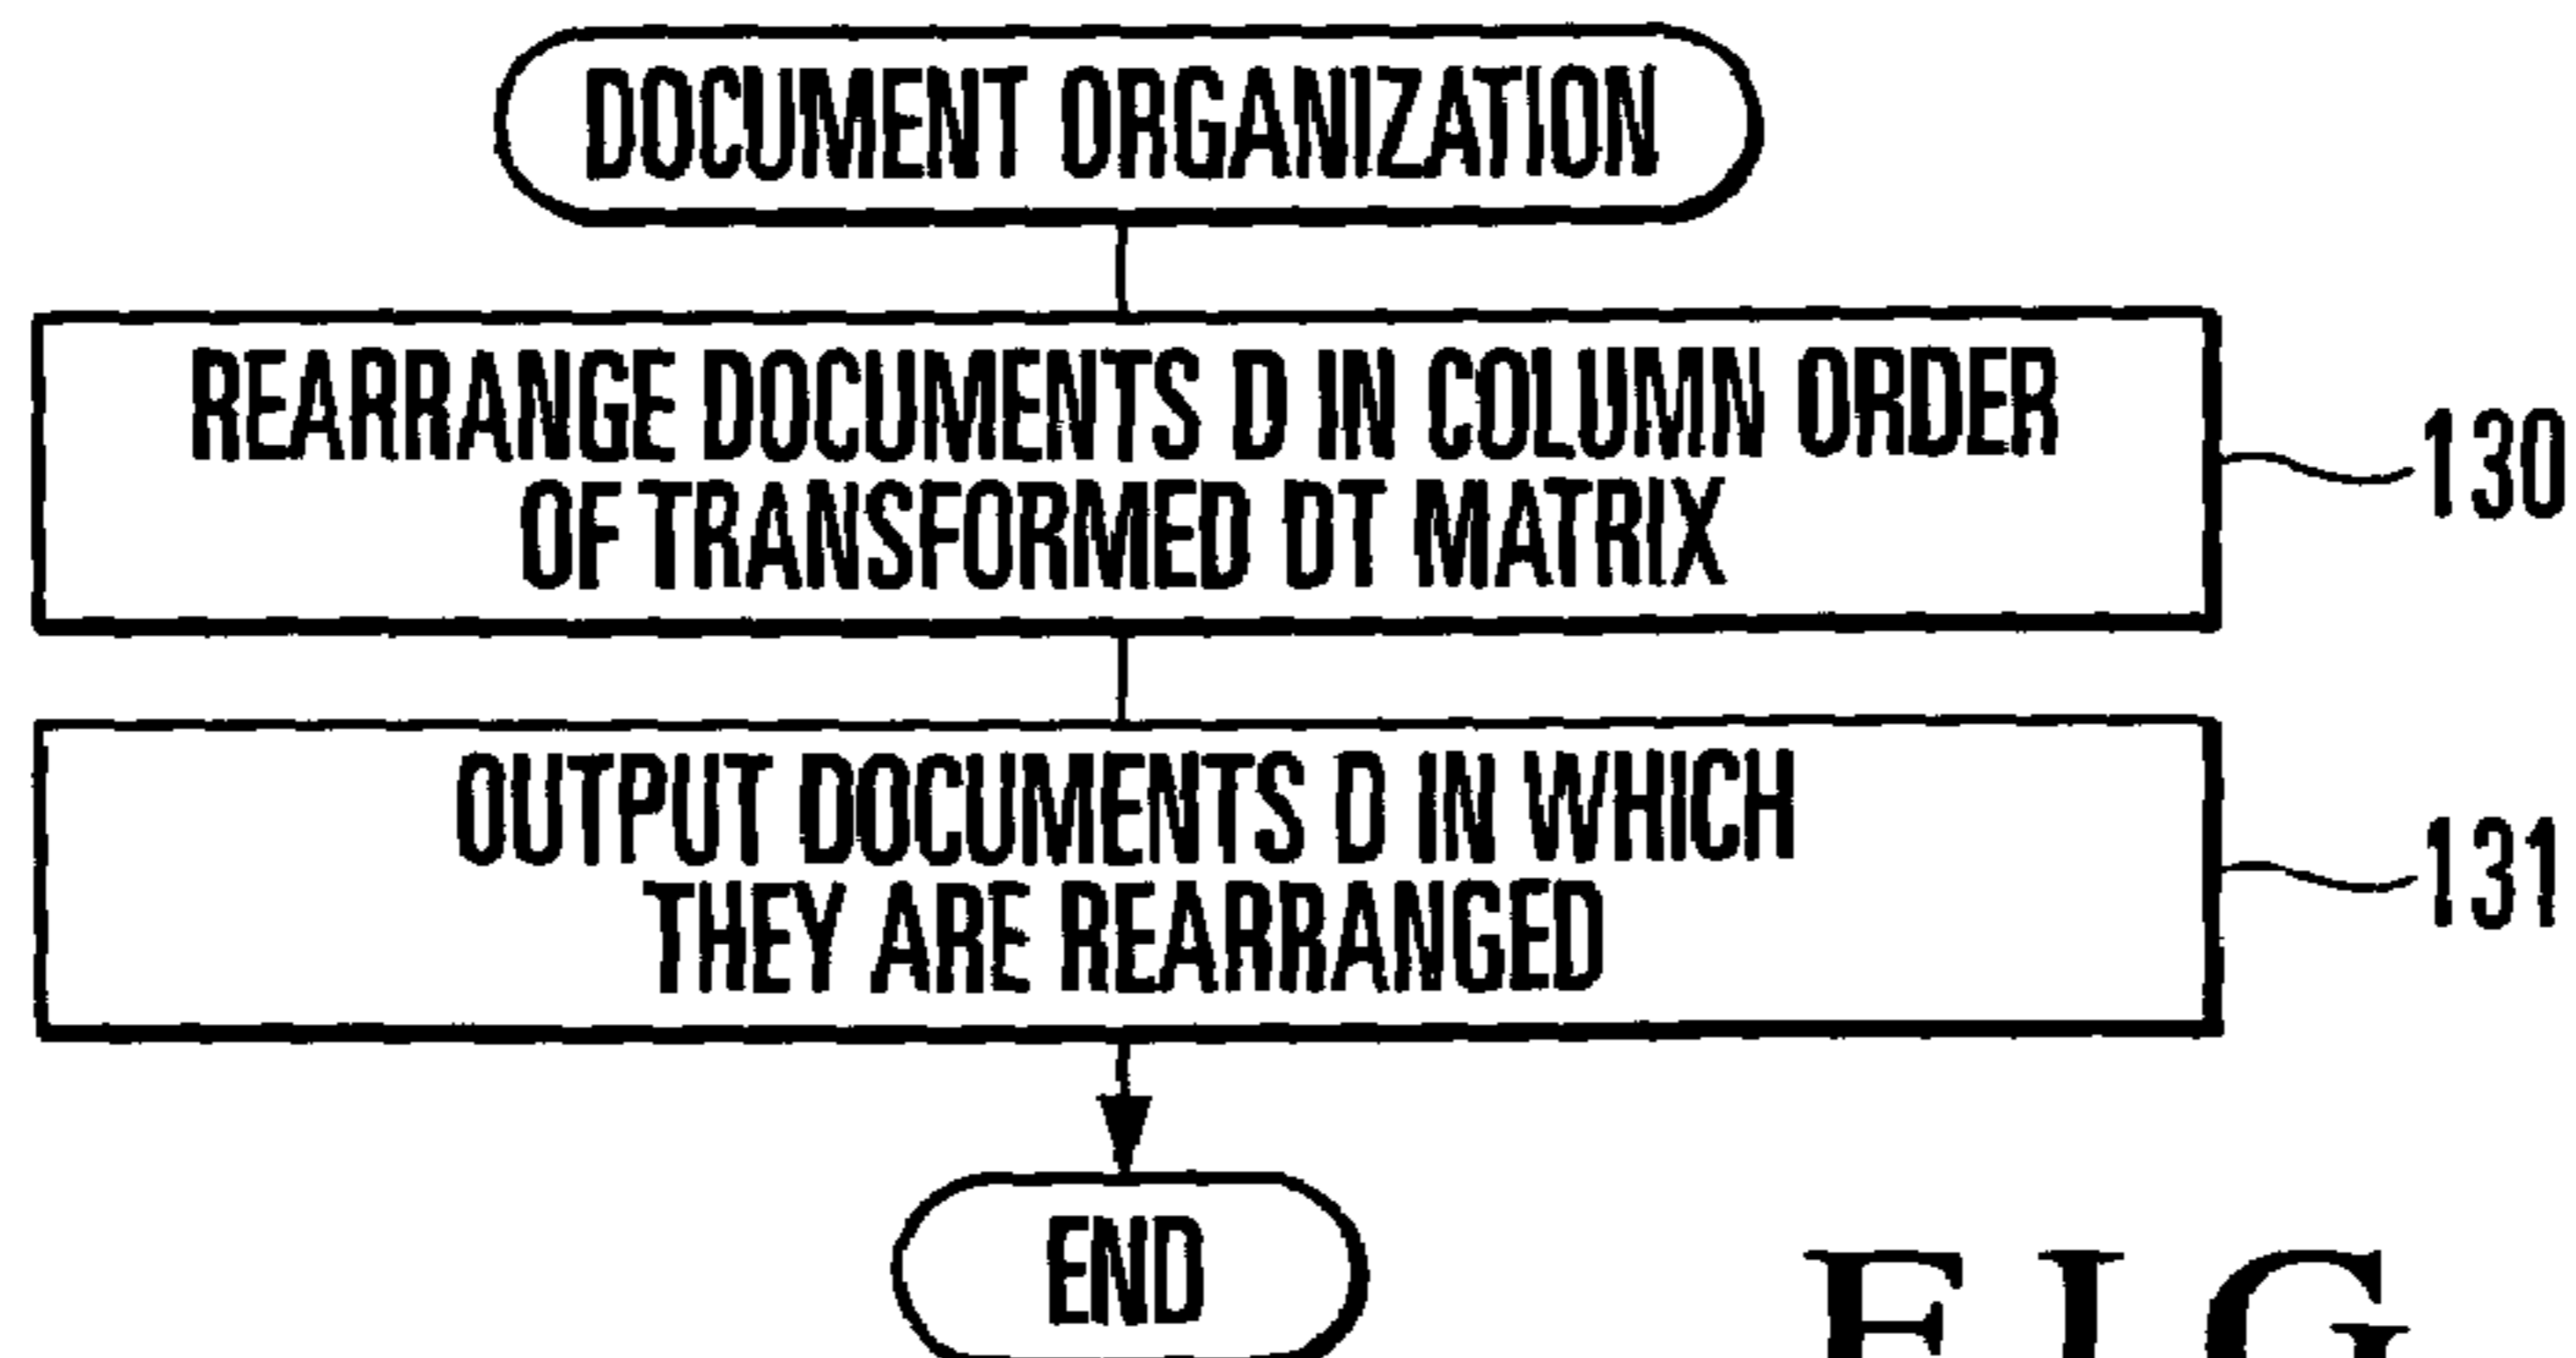 DOCUMENT ORGANIZATION
REARRANGE DOCUMENTS D IN COLUMN ORDER
OF TRANSFORMED DT MATRIX
130
OUTPUT DOCUMENTS D IN WHICH
THEY ARE REARRANGED
131
END
FIG